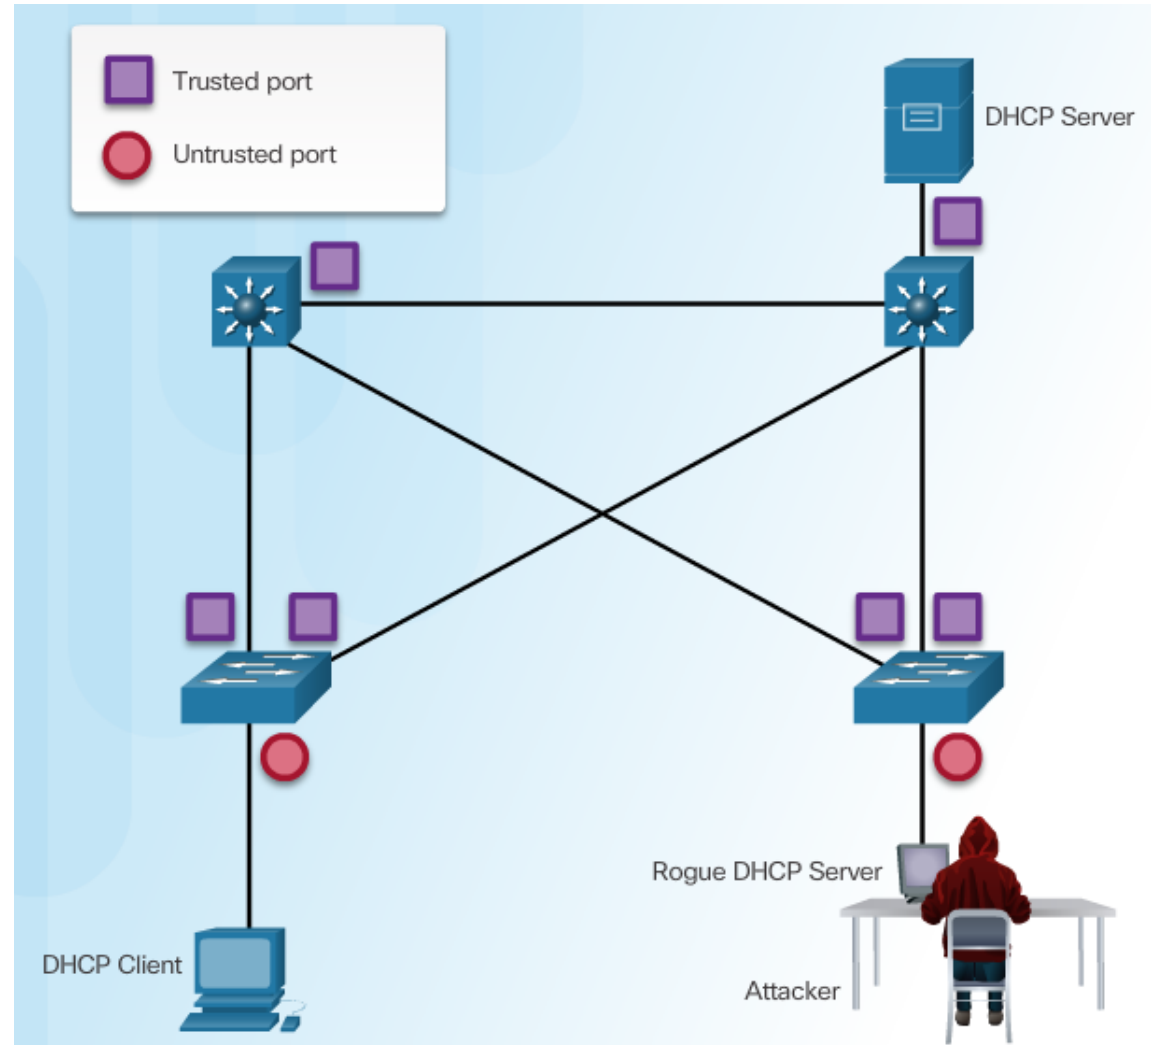 Trusted port
DHCP Server
Untrusted port
Rogue DHCP Server
DHCP Client
Attacker